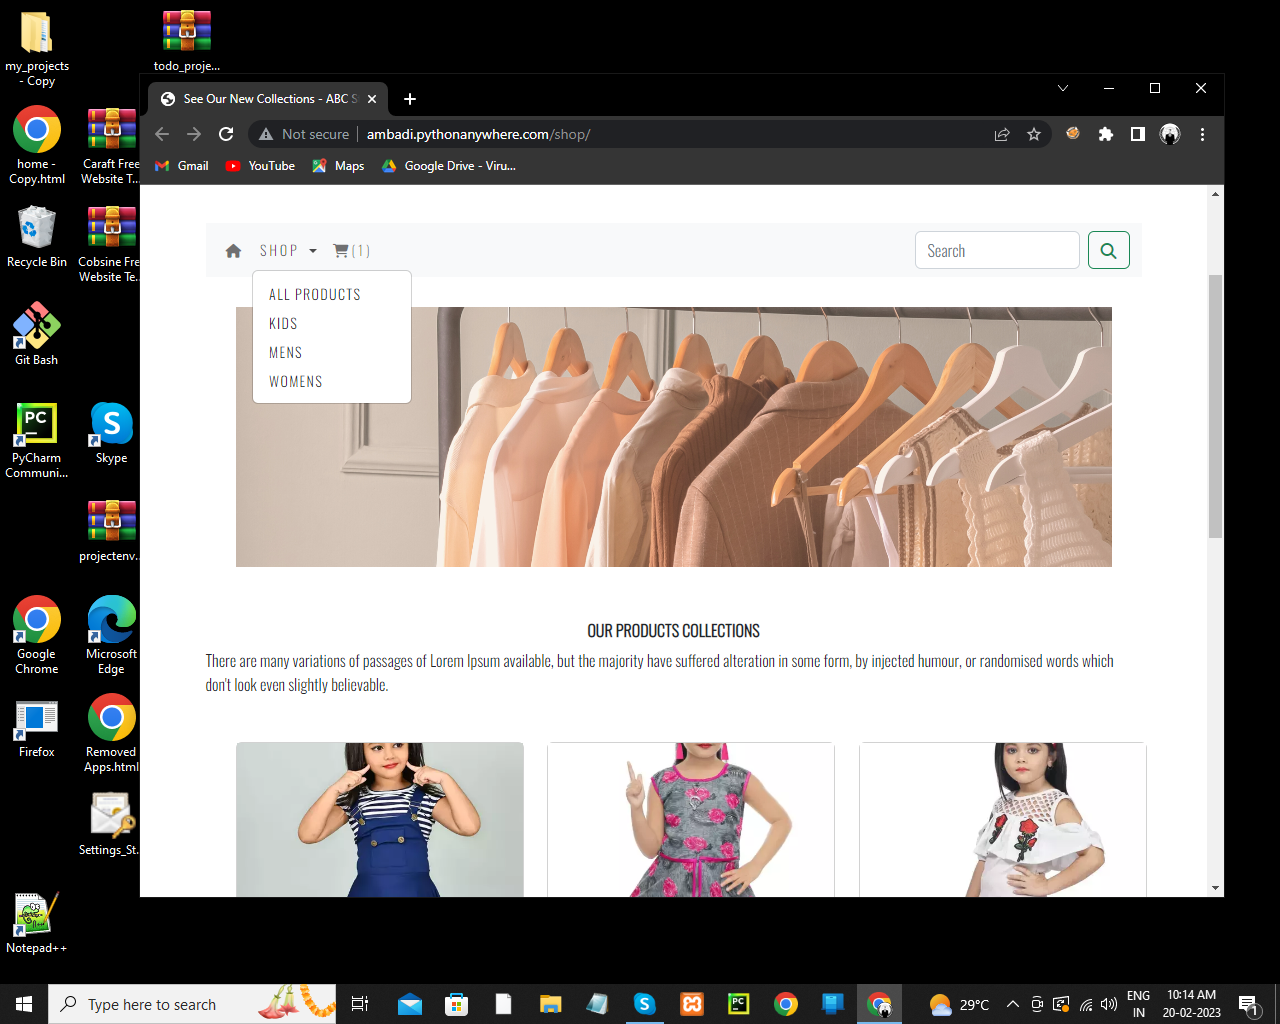 my_projects
- Copy
todo_proje...
home -
Copy.html
Caraft Free
Website T...
Recycle Bin
Cobsine Fre
Website Te...
Git Bash
PyCharm
Communi...
Skype
projectenv...
Google
Chrome
Microsoft
Edge
Firefox
Removed
Apps.html
Settings_St...
Notepad++
See Our New Collections - ABC S
Not secure
ambadi.pythonanywhere.com/shop/
Gmail
YouTube
Maps
Google Drive - Viru...
SHOP
(1)
Search
ALL PRODUCTS
KIDS
MENS
WOMENS
OUR PRODUCTS COLLECTIONS
There are many variations of passages of Lorem Ipsum available, but the majority have suffered alteration in some form, by injected humour, or randomised words which
don't look even slightly believable.
Type here to search
29°C
ENG
IN
10:14 AM
20-02-2023
1